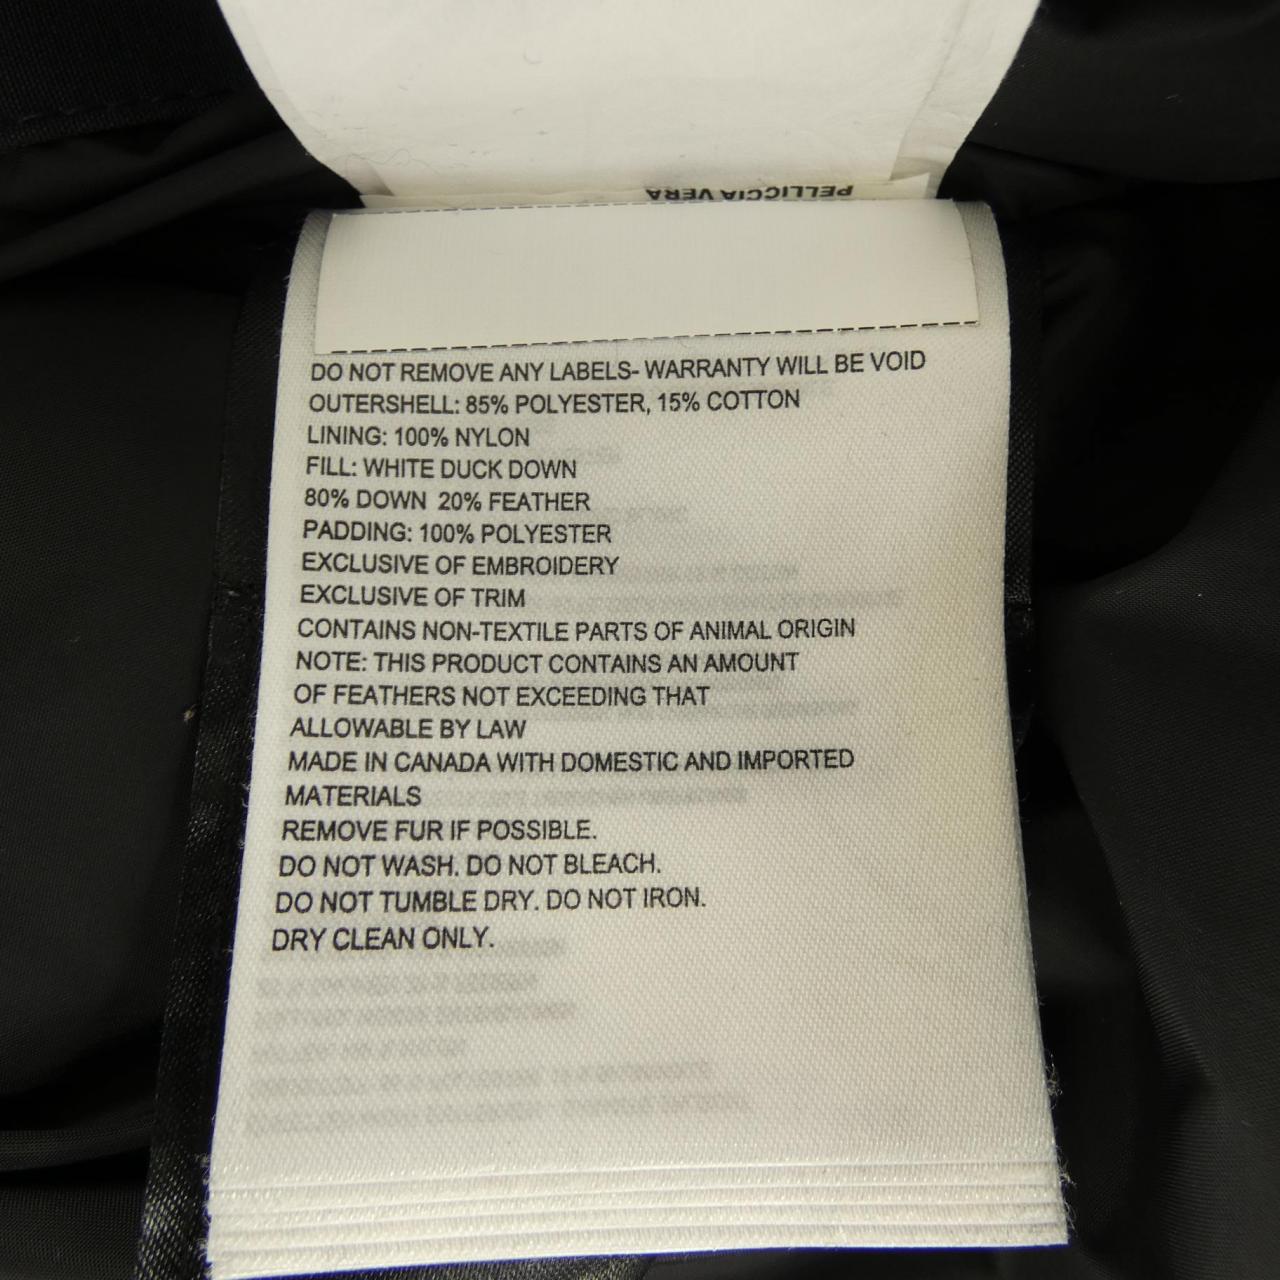 PELLICCIA VERA
DO NOT REMOVE ANY LABELS- WARRANTY WILL BE VOID
OUTERSHELL: 85% POLYESTER, 15% COTTON
LINING: 100% NYLON
FILL: WHITE DUCK DOWN
80% DOWN 20% FEATHER
PADDING: 100% POLYESTER
EXCLUSIVE OF EMBROIDERY
EXCLUSIVE OF TRIM
CONTAINS NON-TEXTILE PARTS OF ANIMAL ORIGIN
NOTE: THIS PRODUCT CONTAINS AN AMOUNT
OF FEATHERS NOT EXCEEDING THAT
ALLOWABLE BY LAW
MADE IN CANADA WITH DOMESTIC AND IMPORTED
MATERIALS
REMOVE FUR IF POSSIBLE.
DO NOT WASH. DO NOT BLEACH.
DO NOT TUMBLE DRY. DO NOT IRON.
DRY CLEAN ONLY.